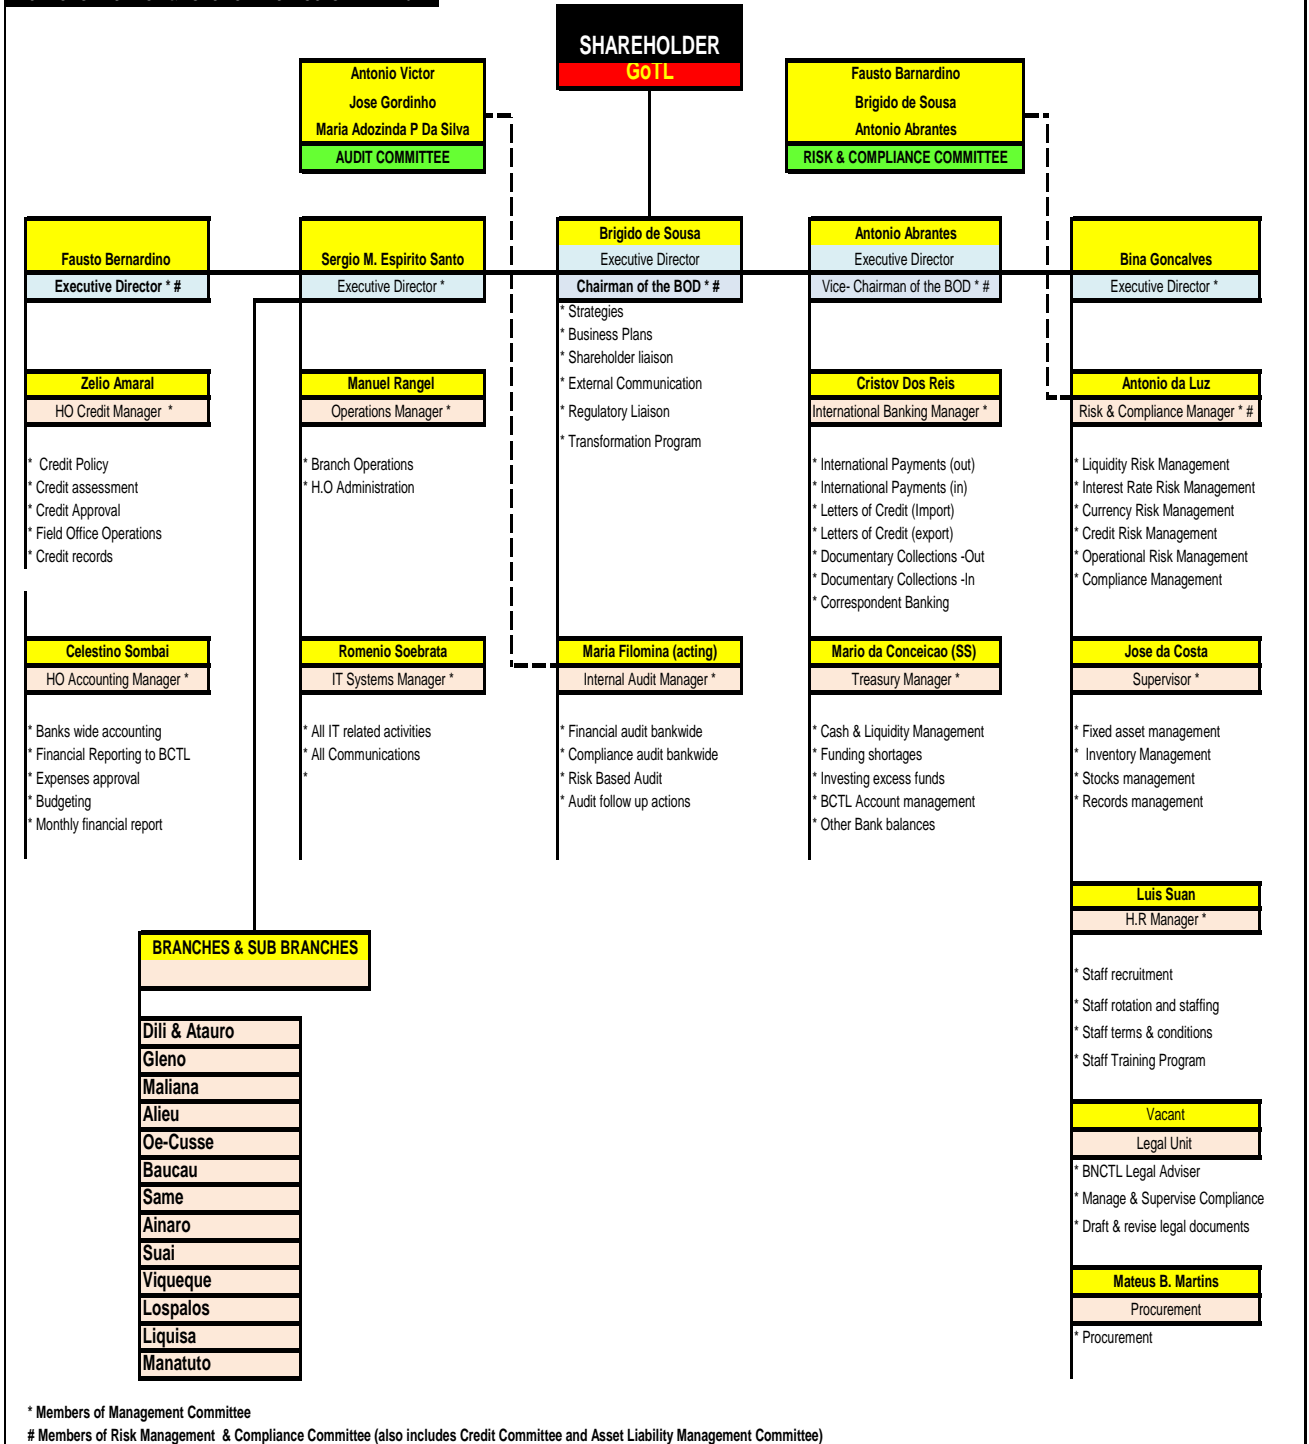 SHAREHOLDER
GoTL
Antonio Victor
Jose Gordinho
Maria Adozinda P Da Silva
AUDIT COMMITTEE
Fausto Barnardino
Brigido de Sousa
Antonio Abrantes
RISK & COMPLIANCE COMMITTEE
Fausto Bernardino
Executive Director * #
Sergio M. Espirito Santo
Executive Director *
Brigido de Sousa
Executive Director
Chairman of the BOD * #
Antonio Abrantes
Executive Director
Vice- Chairman of the BOD * #
Bina Goncalves
Executive Director *
* Strategies
* Business Plans
* Shareholder liaison
* External Communication
* Regulatory Liaison
* Transformation Program
Zelio Amaral
HO Credit Manager *
* Credit Policy
* Credit assessment
* Credit Approval
* Field Office Operations
* Credit records
Manuel Rangel
Operations Manager *
* Branch Operations
* H.O Administration
Cristov Dos Reis
International Banking Manager *
* International Payments (out)
* International Payments (in)
* Letters of Credit (Import)
* Letters of Credit (export)
* Documentary Collections -Out
* Documentary Collections -In
* Correspondent Banking
Antonio da Luz
Risk & Compliance Manager * #
* Liquidity Risk Management
* Interest Rate Risk Management
* Currency Risk Management
* Credit Risk Management
* Operational Risk Management
* Compliance Management
Celestino Sombai
HO Accounting Manager *
* Banks wide accounting
* Financial Reporting to BCTL
* Expenses approval
* Budgeting
* Monthly financial report
Romenio Soebrata
IT Systems Manager *
* All IT related activities
* All Communications
*
Maria Filomina (acting)
Internal Audit Manager *
* Financial audit bankwide
* Compliance audit bankwide
* Risk Based Audit
* Audit follow up actions
Mario da Conceicao (SS)
Treasury Manager *
* Cash & Liquidity Management
* Funding shortages
* Investing excess funds
* BCTL Account management
* Other Bank balances
Jose da Costa
Supervisor *
* Fixed asset management
* Inventory Management
* Stocks management
* Records management
Luis Suan
H.R Manager *
* Staff recruitment
* Staff rotation and staffing
* Staff terms & conditions
* Staff Training Program
Vacant
Legal Unit
* BNCTL Legal Adviser
* Manage & Supervise Compliance
* Draft & revise legal documents
Mateus B. Martins
Procurement
* Procurement
BRANCHES & SUB BRANCHES
Dili & Atauro
Gleno
Maliana
Alieu
Oe-Cusse
Baucau
Same
Ainaro
Suai
Viqueque
Lospalos
Liquisa
Manatuto
* Members of Management Committee
# Members of Risk Management & Compliance Committee (also includes Credit Committee and Asset Liability Management Committee)